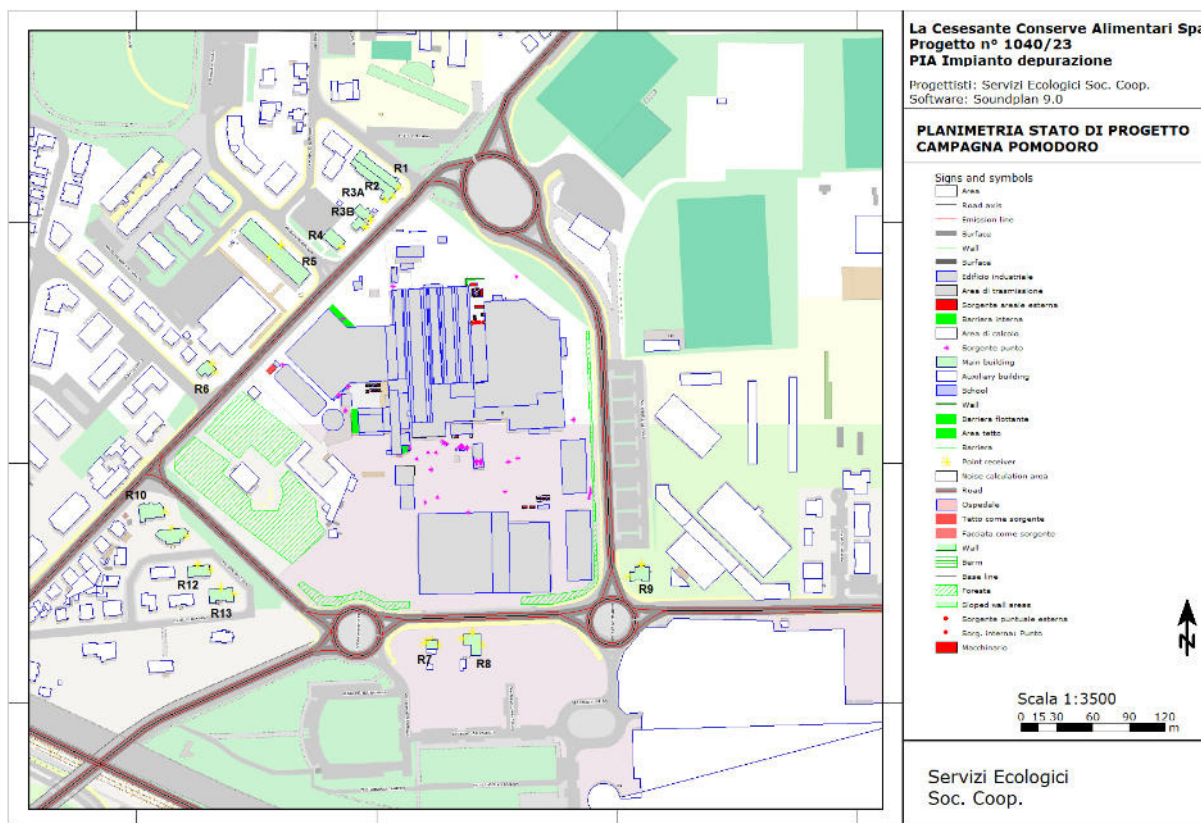 La Cesesante Conserve Alimentari Spa
Progetto n° 1040/23
PIA Impianto depurazione
Progettisti: Servizi Ecologici Soc. Coop.
Software: Soundplan 9.0
PLANIMETRIA STATO DI PROGETTO
CAMPAGNA POMODORO
Signs and symbols
Area
Road axis
Emission line
Surface
Wall
Surface
Edificio industriale
Area di trasmissione
Sorgente areale esterna
Barriera interna
Area di calcolo
Sorgente punto
Main building
Auxiliary building
School
Wall
Barriera flottante
Area tetto
Barriera
Point receiver
Noise calculation area
Road
Ospedale
Tetto come sorgente
Facciata come sorgente
Wall
Berm
Base line
Foresta
Sloped wall areas
Sorgente puntuale esterna
Sorg. Interna: Punto
Macchinario
N
Scala 1:3500
0 15 30 60 90 120
m
Servizi Ecologici
Soc. Coop.
R1
R2
R3A
R3B
R4
R5
R6
R10
R12
R13
R9
R7
R8